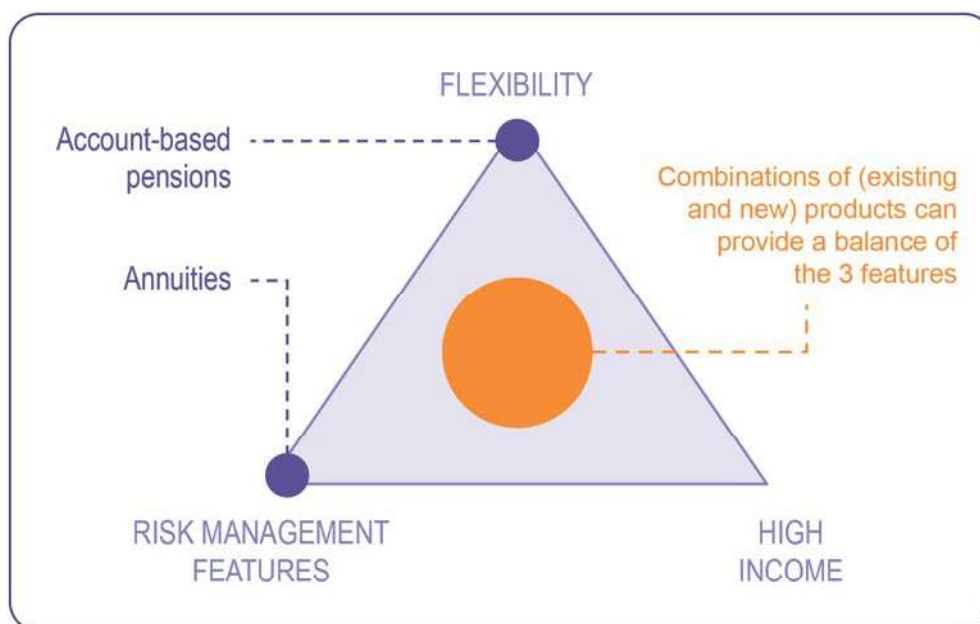 FLEXIBILITY
Account-based
pensions
Combinations of (existing
and new) products can
provide a balance of
the 3 features
Annuities
RISK MANAGEMENT
FEATURES
HIGH
INCOME